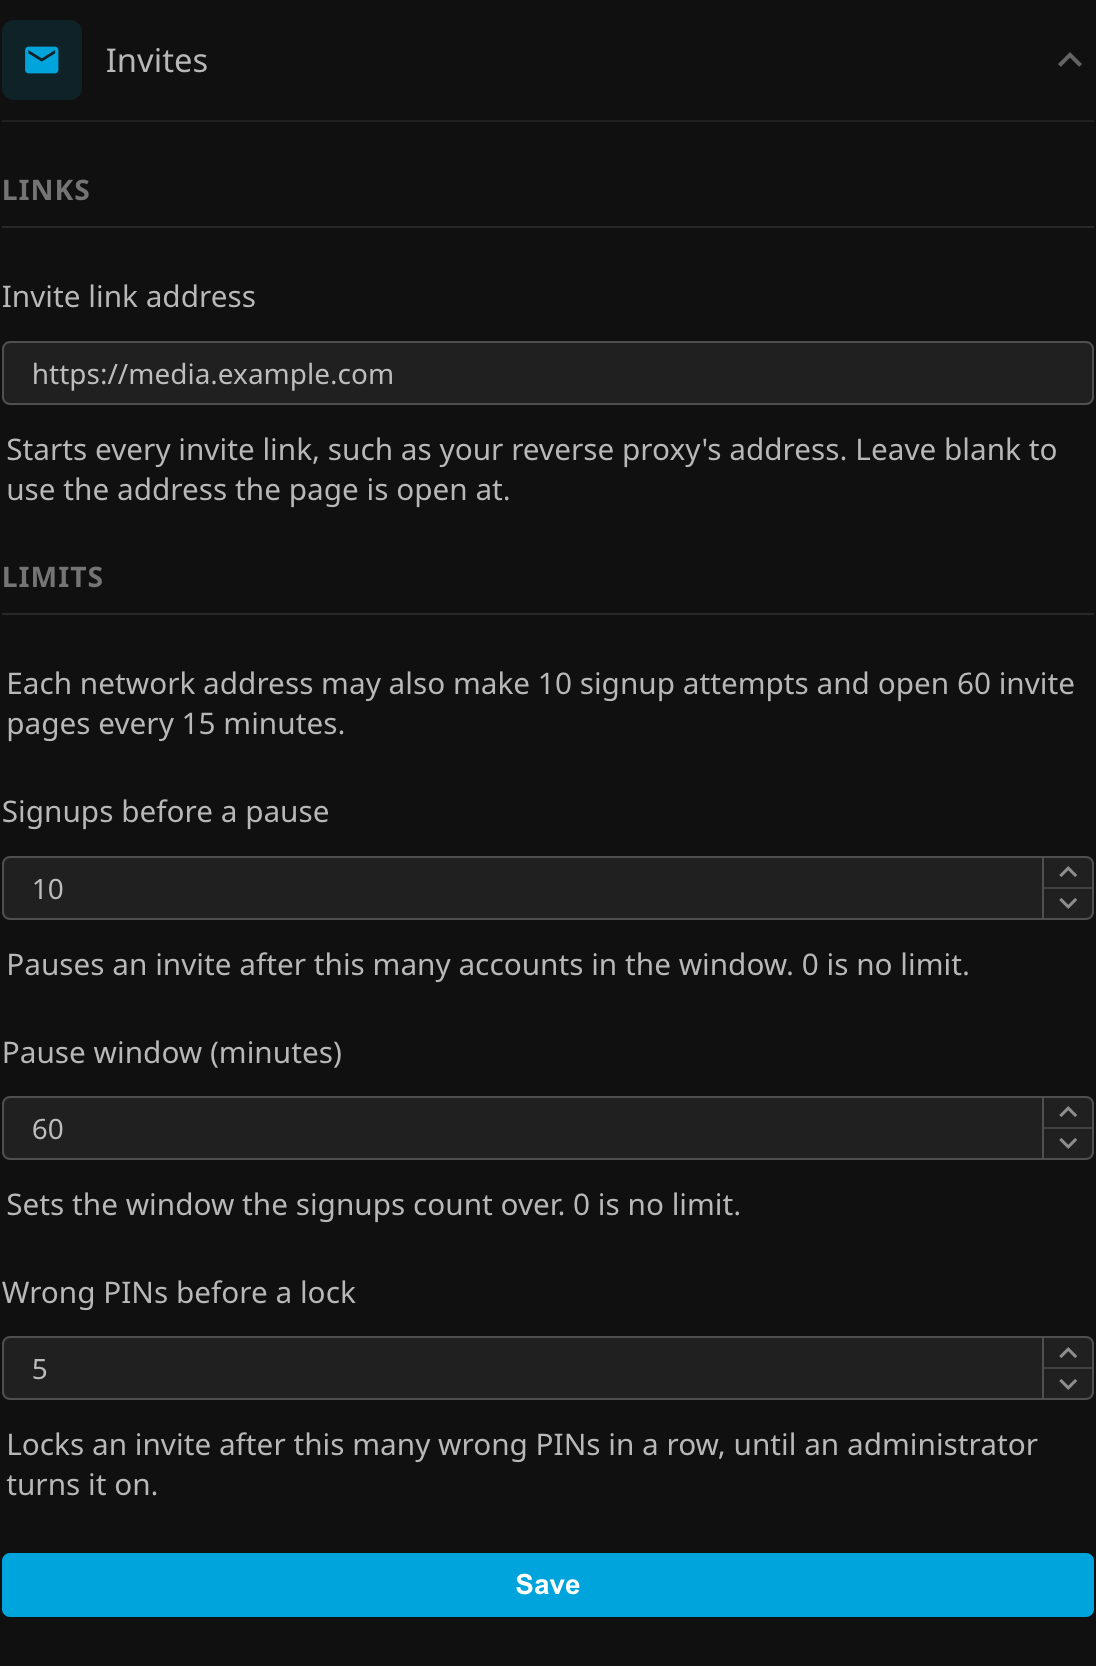 Invites
LINKS
Invite link address
https://media.example.com
Starts every invite link, such as your reverse proxy's address. Leave blank to
use the address the page is open at.
LIMITS
Each network address may also make 10 signup attempts and open 60 invite
pages every 15 minutes.
Signups before a pause
10
Pauses an invite after this many accounts in the window. 0 is no limit.
Pause window (minutes)
60
Sets the window the signups count over. 0 is no limit.
Wrong PINs before a lock
5
Locks an invite after this many wrong PINs in a row, until an administrator
turns it on.
Save